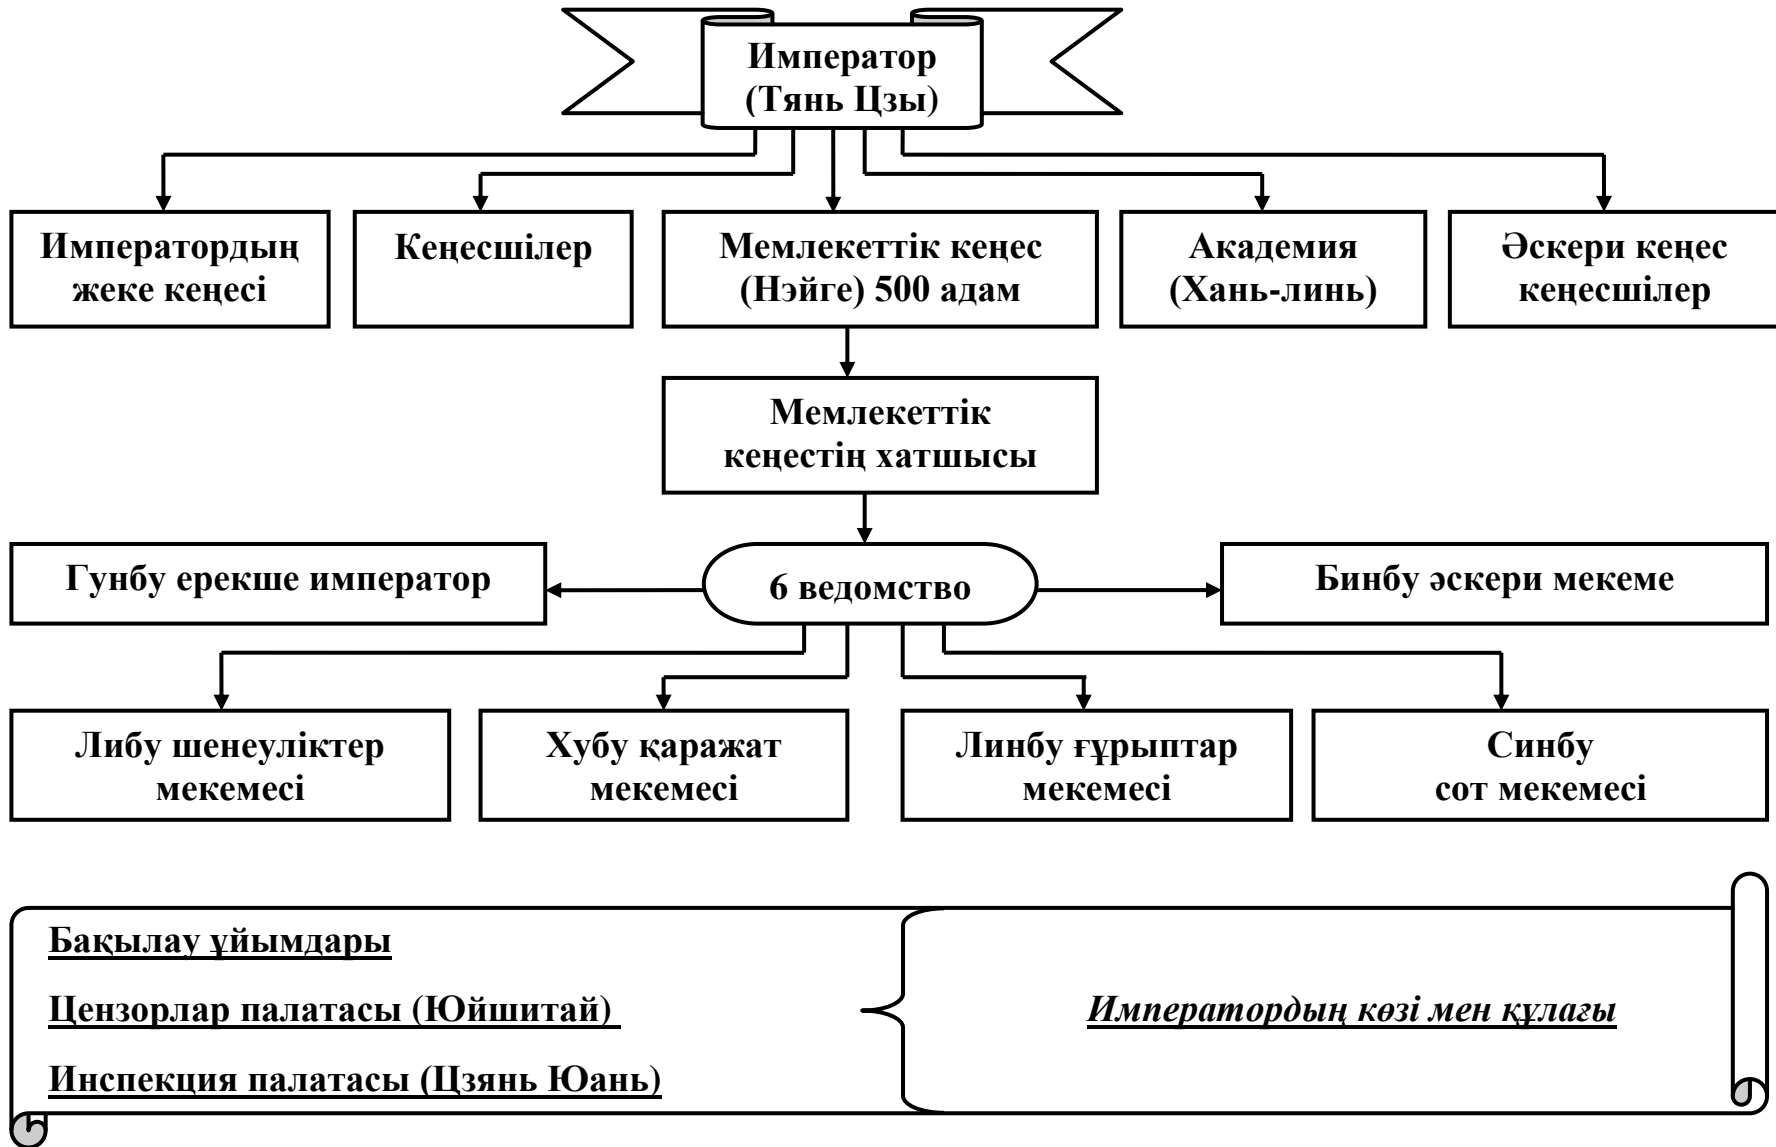 Император
(Тянь Цзы)
Императордың
жеке кеңесі
Кеңесшілер
Мемлекеттік кеңес
(Нэйге) 500 адам
Академия
(Хань-линь)
Әскери кеңес
кеңесшілер
Мемлекеттік
кеңестің хатшысы
Гунбу ерекше император
6 ведомство
Бинбу әскери мекеме
Либу шенеуліктер
мекемесі
Хубу қаражат
мекемесі
Линбу ғұрыптар
мекемесі
Синбу
сот мекемесі
Бақылау ұйымдары
Цензорлар палатасы (Юйшитай)
Императордың көзі мен құлағы
Инспекция палатасы (Цзянь Юань)